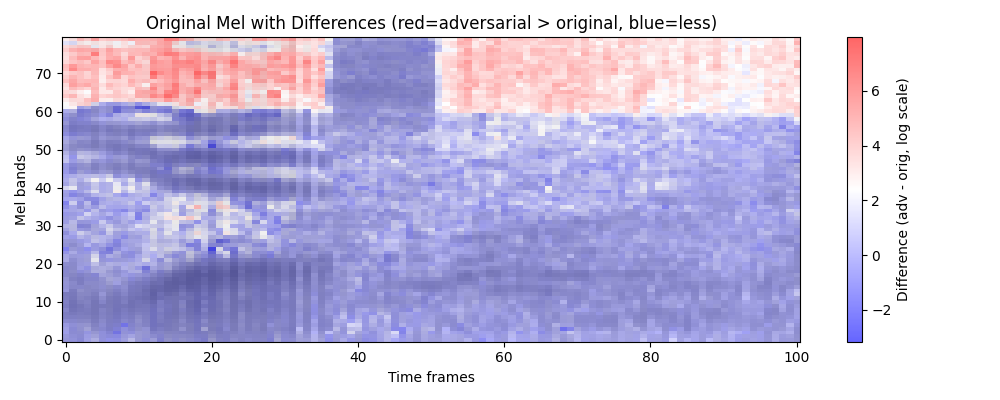 Original Mel with Differences (red=adversarial > original, blue=less)
Mel bands
70
60
50
40
30
20
10
0
0 20 40 60 80 100
Time frames
6
4
2
0
−2
Difference (adv - orig, log scale)